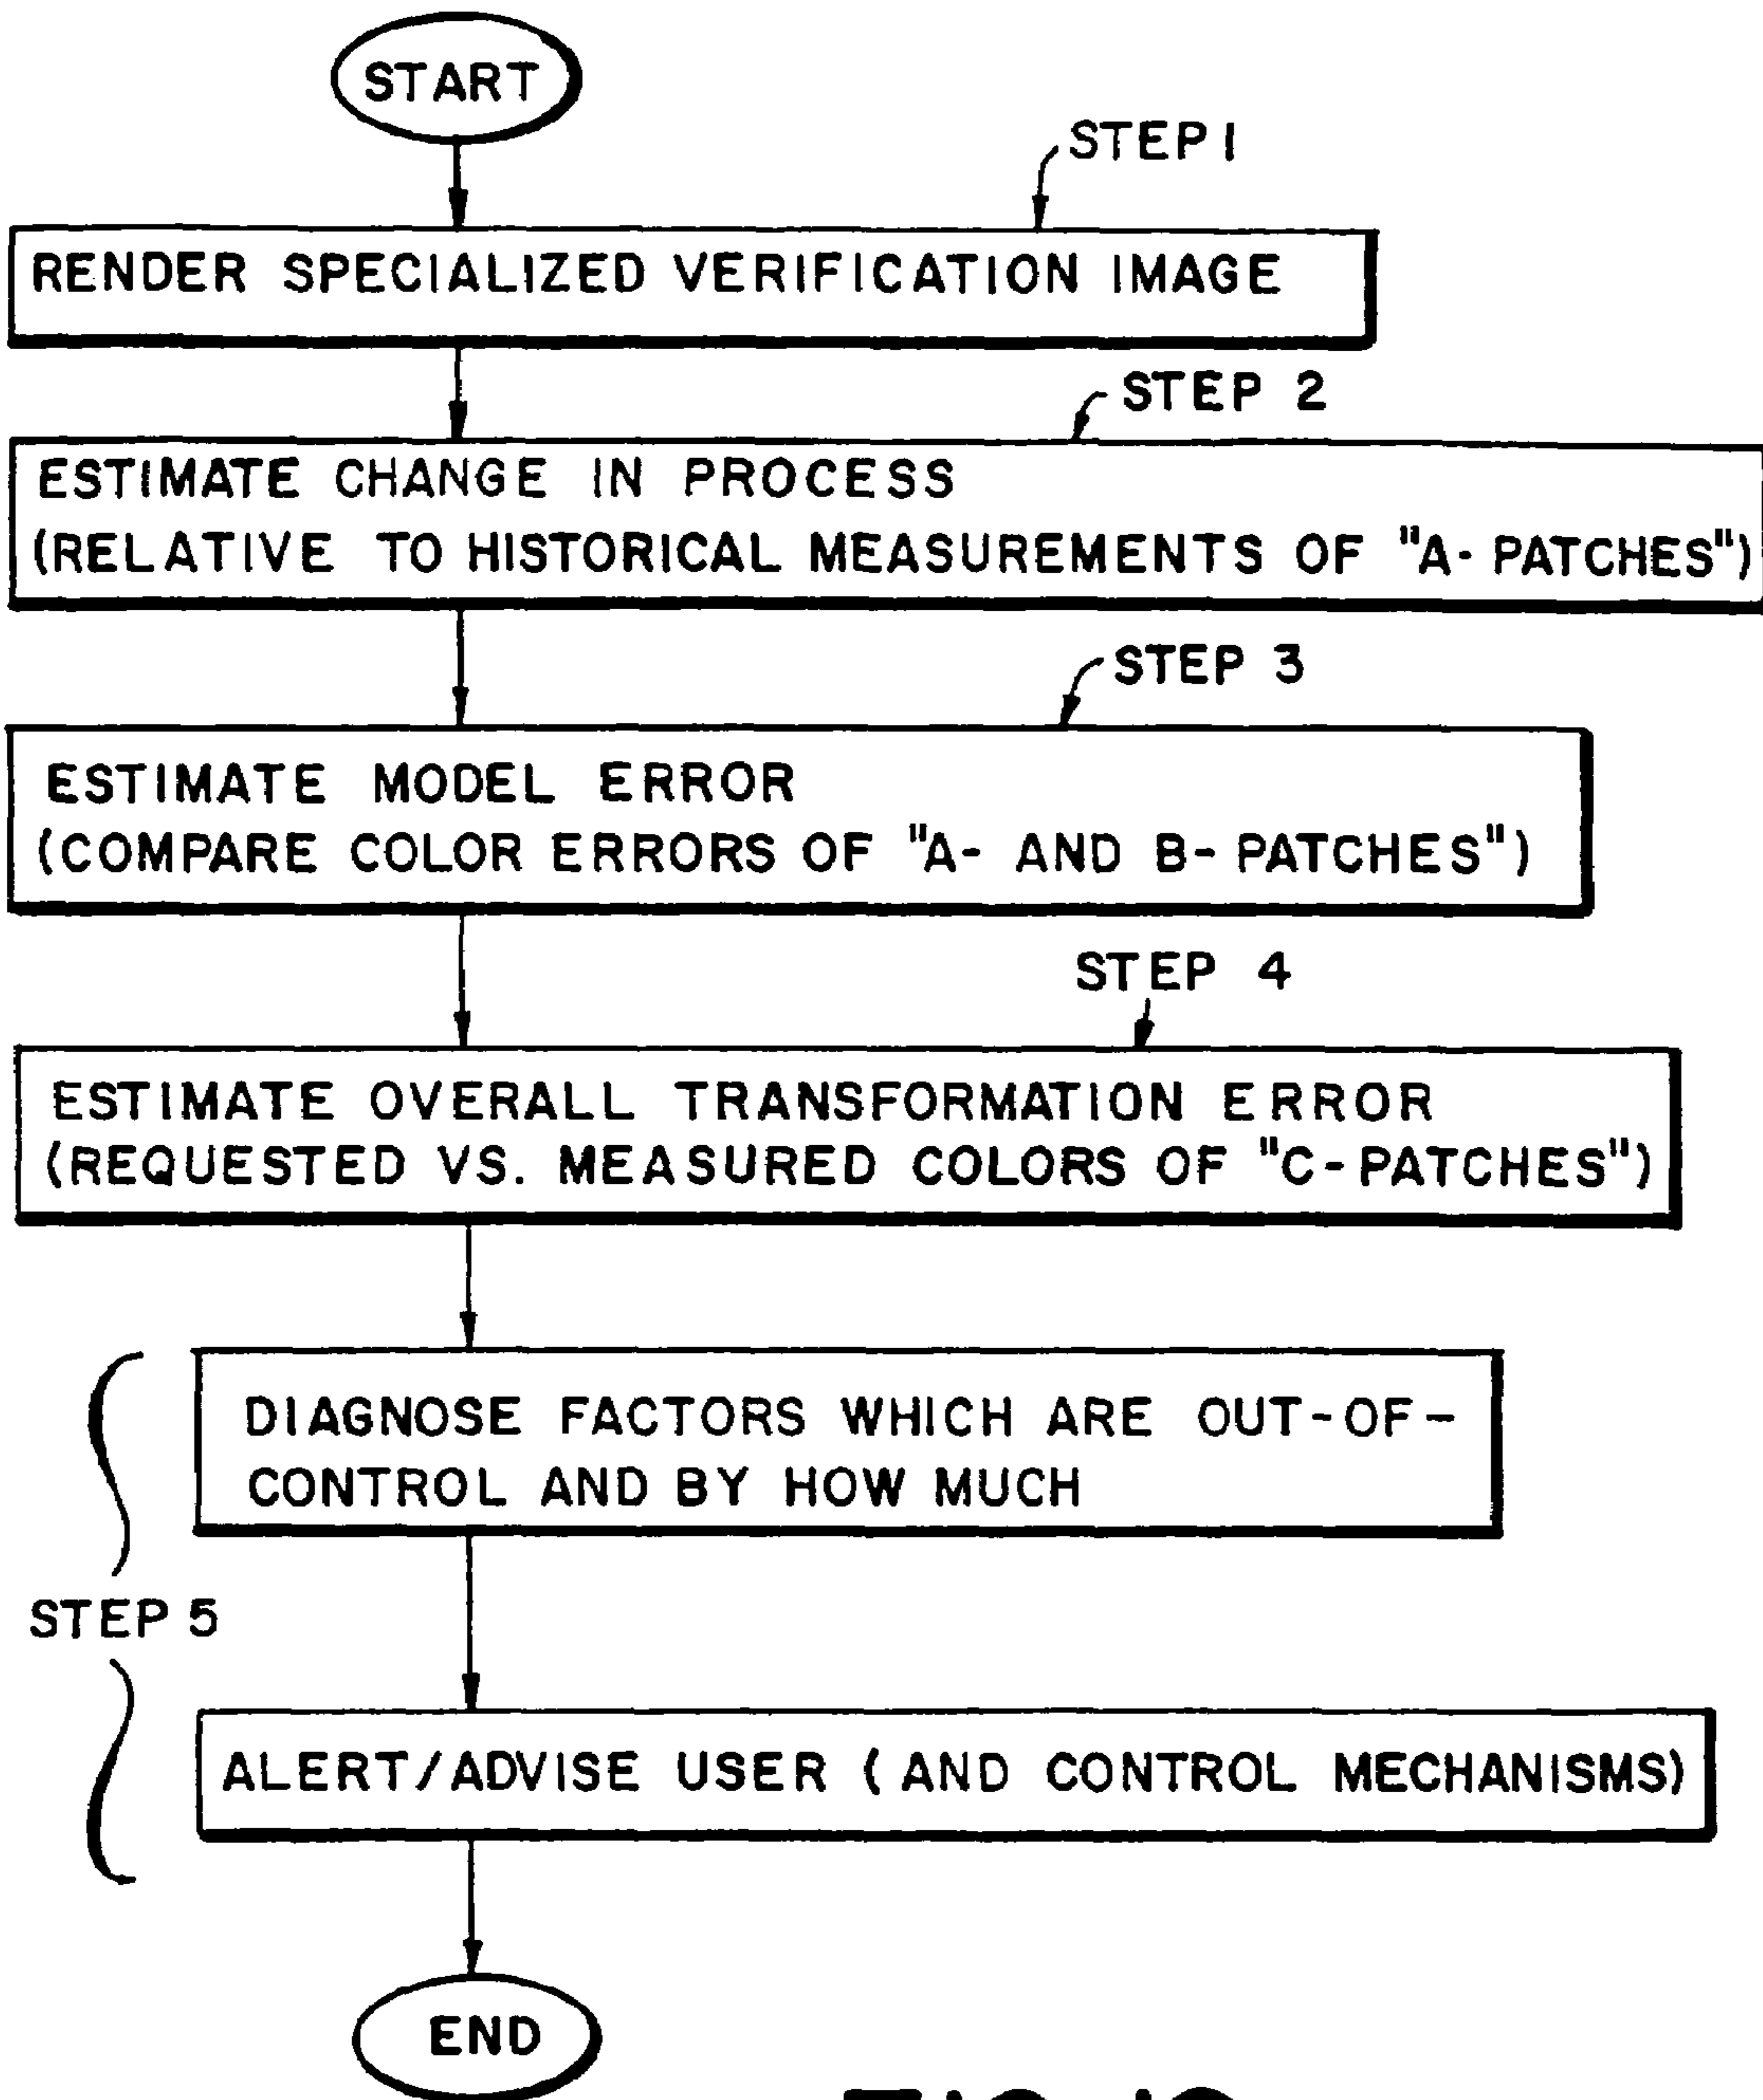 START
STEP 1
RENDER SPECIALIZED VERIFICATION IMAGE
STEP 2
ESTIMATE CHANGE IN PROCESS
(RELATIVE TO HISTORICAL MEASUREMENTS OF "A- PATCHES")
STEP 3
ESTIMATE MODEL ERROR
(COMPARE COLOR ERRORS OF "A- AND B- PATCHES")
STEP 4
ESTIMATE OVERALL TRANSFORMATION ERROR
(REQUESTED VS. MEASURED COLORS OF "C-PATCHES")
DIAGNOSE FACTORS WHICH ARE OUT-OF-
CONTROL AND BY HOW MUCH
STEP 5
ALERT/ADVISE USER (AND CONTROL MECHANISMS)
END